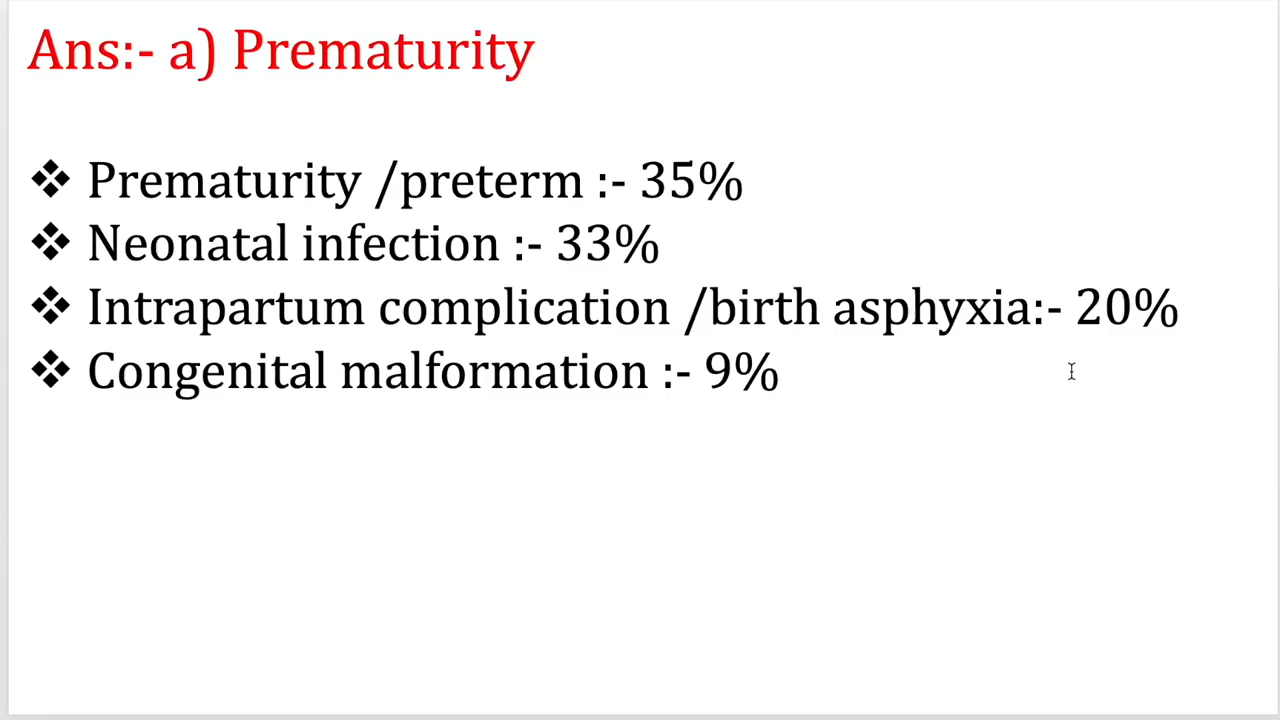 Ans:- a) Prematurity
❖ Prematurity /preterm :- 35%
❖ Neonatal infection :- 33%
❖ Intrapartum complication /birth asphyxia:- 20%
❖ Congenital malformation :- 9%